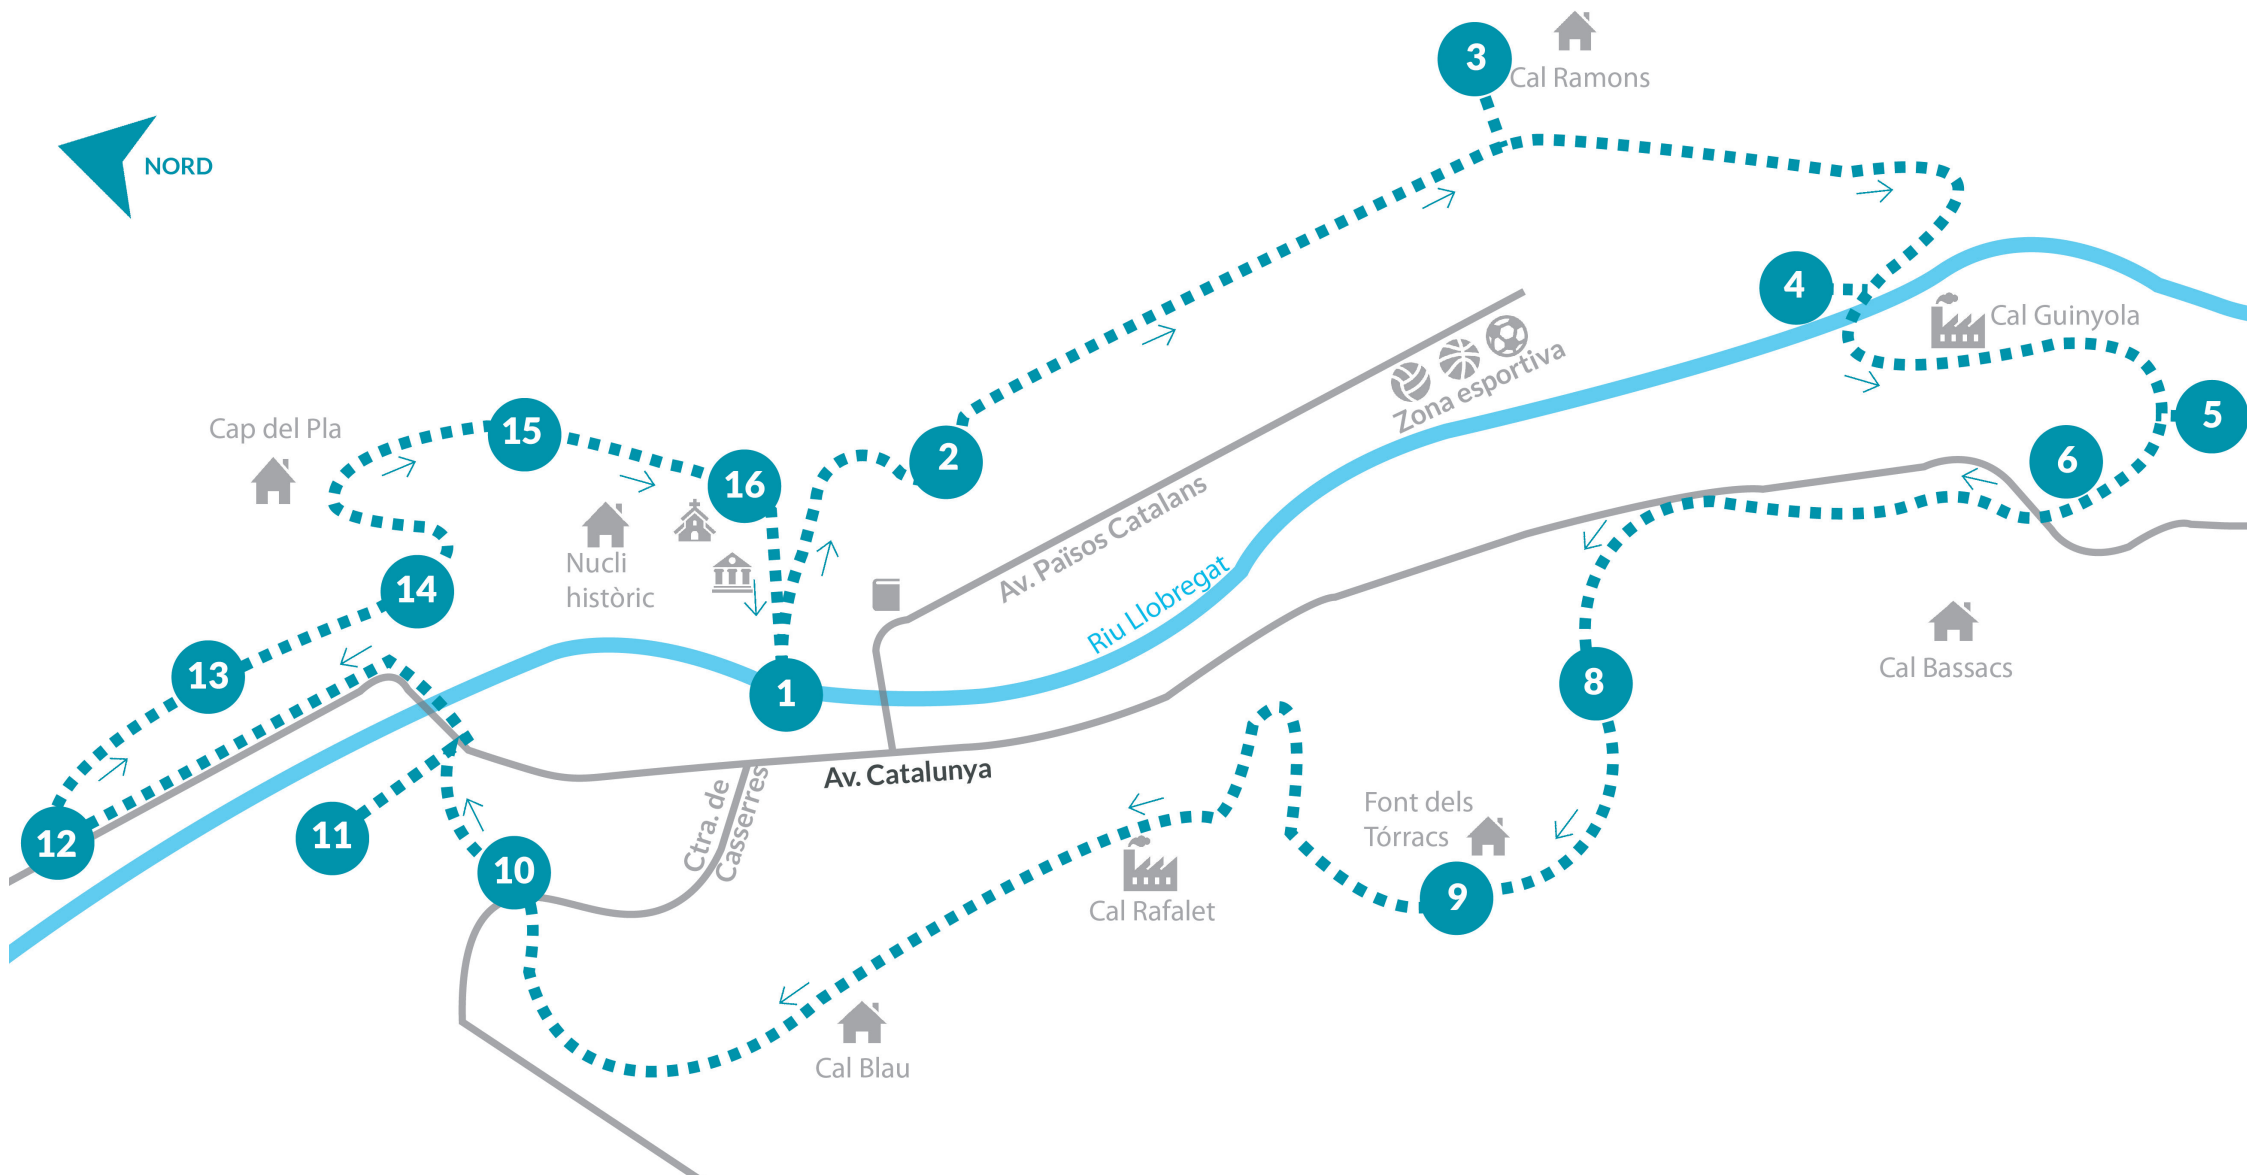 3
Cal Ramons
NORD
4
Cal Guinyola
Zona esportiva
5
Cap del Pla
15
2
6
16
Av. Països Catalans
Nucli
històric
14
Riu Llobregat
13
1
8
Cal Bassacs
Av. Catalunya
Ctra. de
Casserres
Font dels
Tórracs
12
11
10
9
Cal Rafalet
Cal Blau